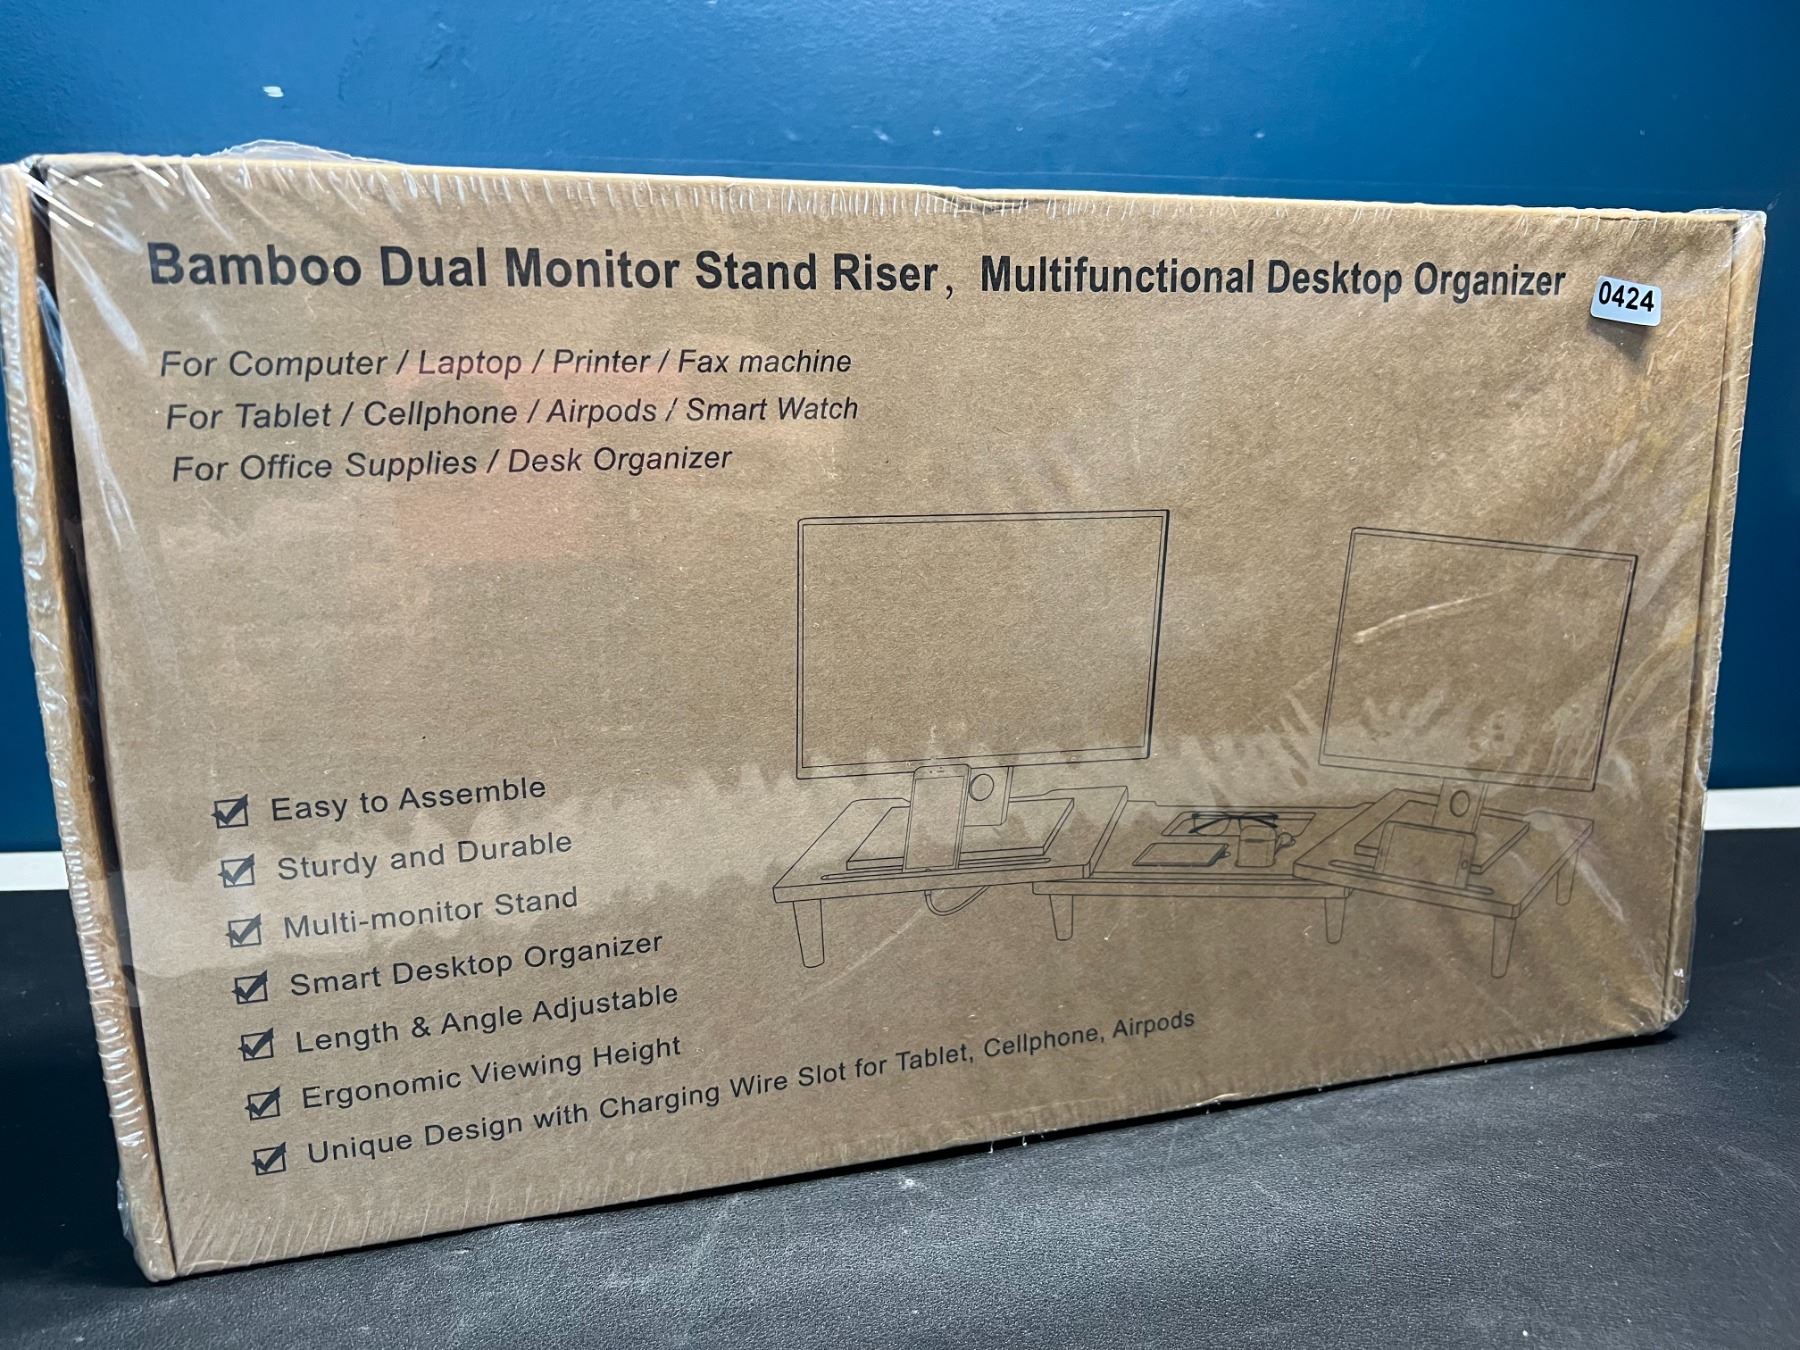 Bamboo Dual Monitor Stand Riser, Multifunctional Desktop Organizer
0424
For Computer / Laptop / Printer / Fax machine
For Tablet / Cellphone / Airpods / Smart Watch
For Office Supplies / Desk Organizer
Easy to Assemble
Sturdy and Durable
Multi-monitor Stand
Smart Desktop Organizer
Length & Angle Adjustable
Ergonomic Viewing Height
Unique Design with Charging Wire Slot for Tablet, Cellphone, Airpods